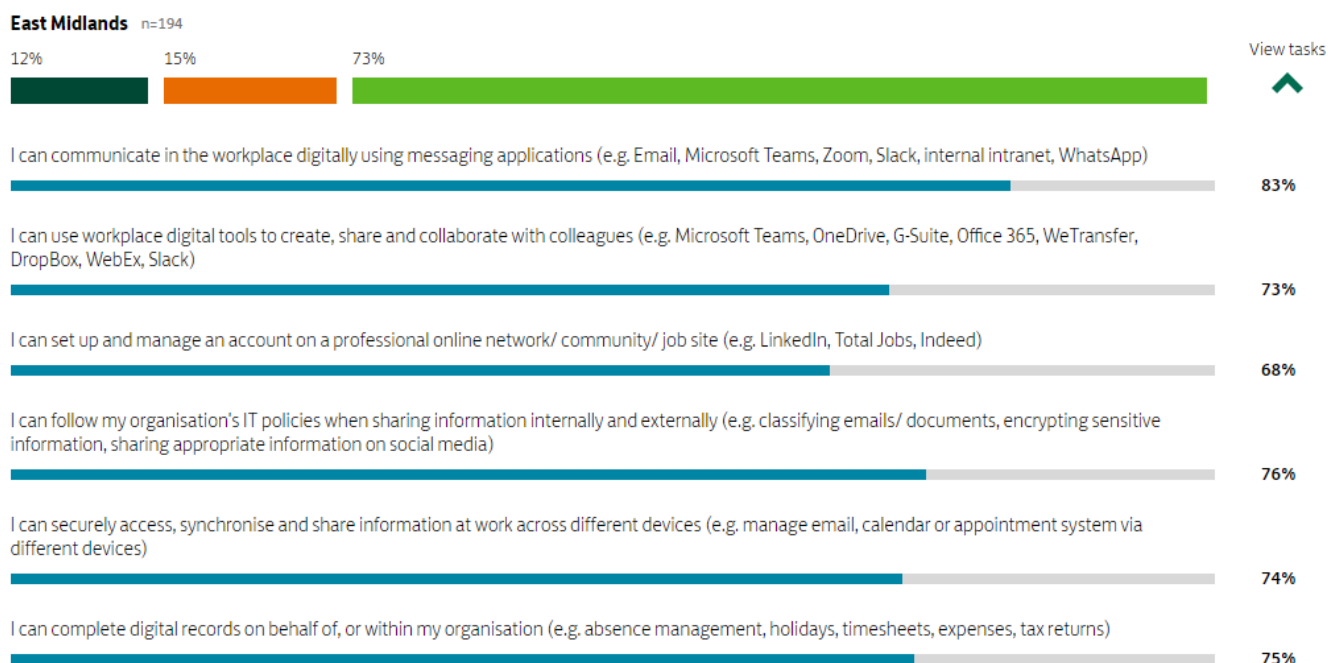 East Midlands n=194
12% 15% 73% View tasks
I can communicate in the workplace digitally using messaging applications (e.g. Email, Microsoft Teams, Zoom, Slack, internal intranet, WhatsApp)
83%
I can use workplace digital tools to create, share and collaborate with colleagues (e.g. Microsoft Teams, OneDrive, G-Suite, Office 365, WeTransfer,
DropBox, WebEx, Slack)
73%
I can set up and manage an account on a professional online network/ community/ job site (e.g. LinkedIn, Total Jobs, Indeed)
68%
I can follow my organisation's IT policies when sharing information internally and externally (e.g. classifying emails/ documents, encrypting sensitive
information, sharing appropriate information on social media)
76%
I can securely access, synchronise and share information at work across different devices (e.g. manage email, calendar or appointment system via
different devices)
74%
I can complete digital records on behalf of, or within my organisation (e.g. absence management, holidays, timesheets, expenses, tax returns)
75%